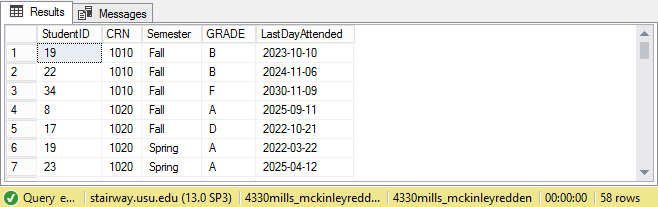 Results Messages
StudentID CRN Semester GRADE LastDayAttended
1 19 1010 Fall B 2023-10-10
2 22 1010 Fall B 2024-11-06
3 34 1010 Fall F 2030-11-09
4 8 1020 Fall A 2025-09-11
5 17 1020 Fall D 2022-10-21
6 19 1020 Spring A 2022-03-22
7 23 1020 Spring A 2025-04-12
Query e... stairway.usu.edu (13.0 SP3) 4330mills_mckinleyredd... 4330mills_mckinleyredden 00:00:00 58 rows